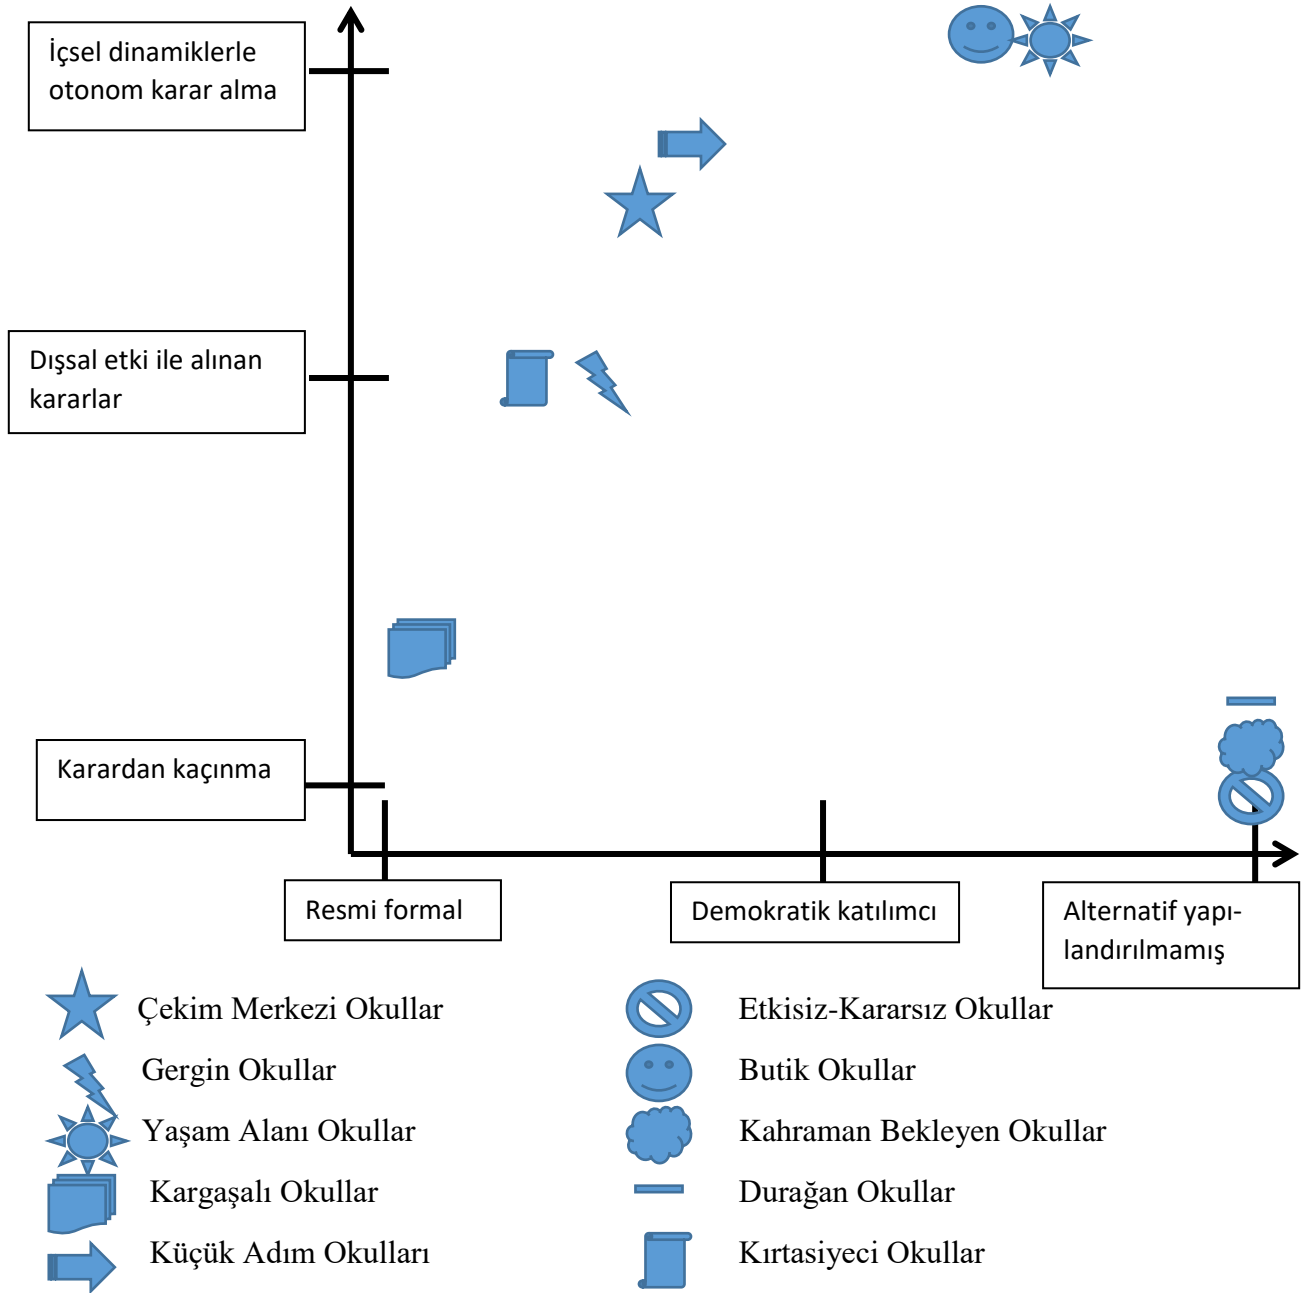 İçsel dinamiklerle
otonom karar alma
Dışsal etki ile alınan
kararlar
Karardan kaçınma
Resmi formal
Demokratik katılımcı
Alternatif yapı-
landırılmamış
Çekim Merkezi Okullar
Gergin Okullar
Yaşam Alanı Okullar
Kargaşalı Okullar
Küçük Adım Okulları
Etkisiz-Kararsız Okullar
Butik Okullar
Kahraman Bekleyen Okullar
Durağan Okullar
Kırtasiyeci Okullar